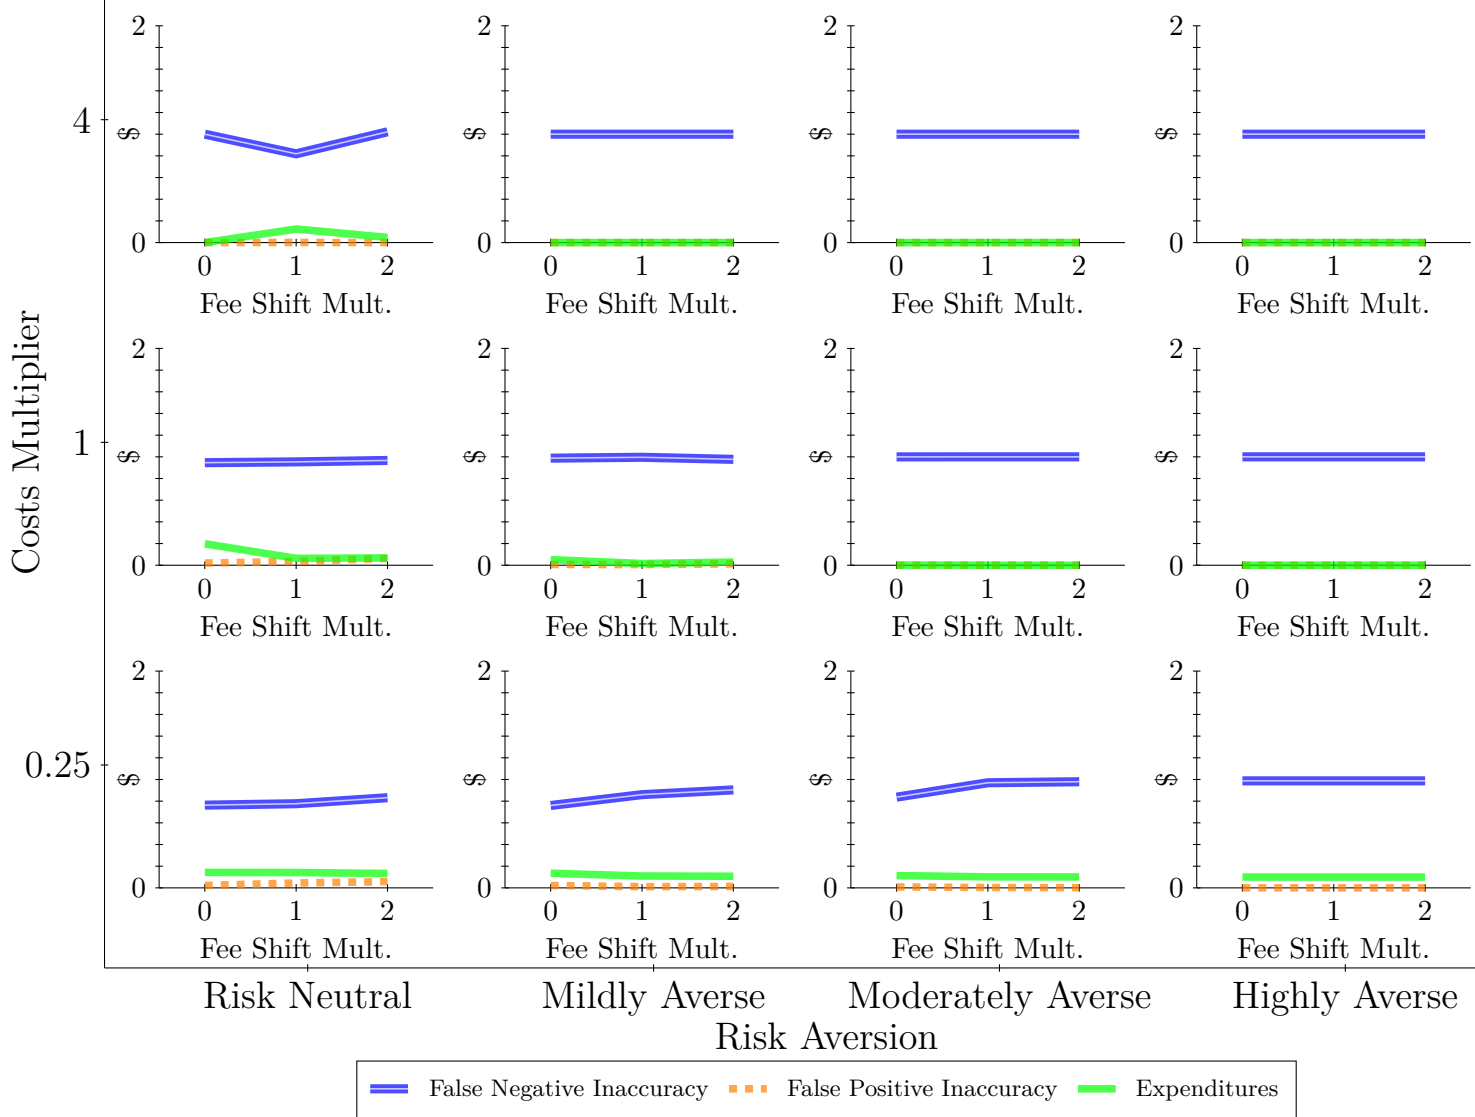 2 2 2 2
4 $ $ $ $
0 0 0 0
0 1 2 0 1 2 0 1 2 0 1 2
Fee Shift Mult. Fee Shift Mult. Fee Shift Mult. Fee Shift Mult.
Costs Multiplier
2 2 2 2
1 $ $ $ $
0 0 0 0
0 1 2 0 1 2 0 1 2 0 1 2
Fee Shift Mult. Fee Shift Mult. Fee Shift Mult. Fee Shift Mult.
2 2 2 2
0.25 $ $ $ $
0 0 0 0
0 1 2 0 1 2 0 1 2 0 1 2
Fee Shift Mult. Fee Shift Mult. Fee Shift Mult. Fee Shift Mult.
Risk Neutral Mildly Averse Moderately Averse Highly Averse
Risk Aversion
False Negative Inaccuracy False Positive Inaccuracy Expenditures